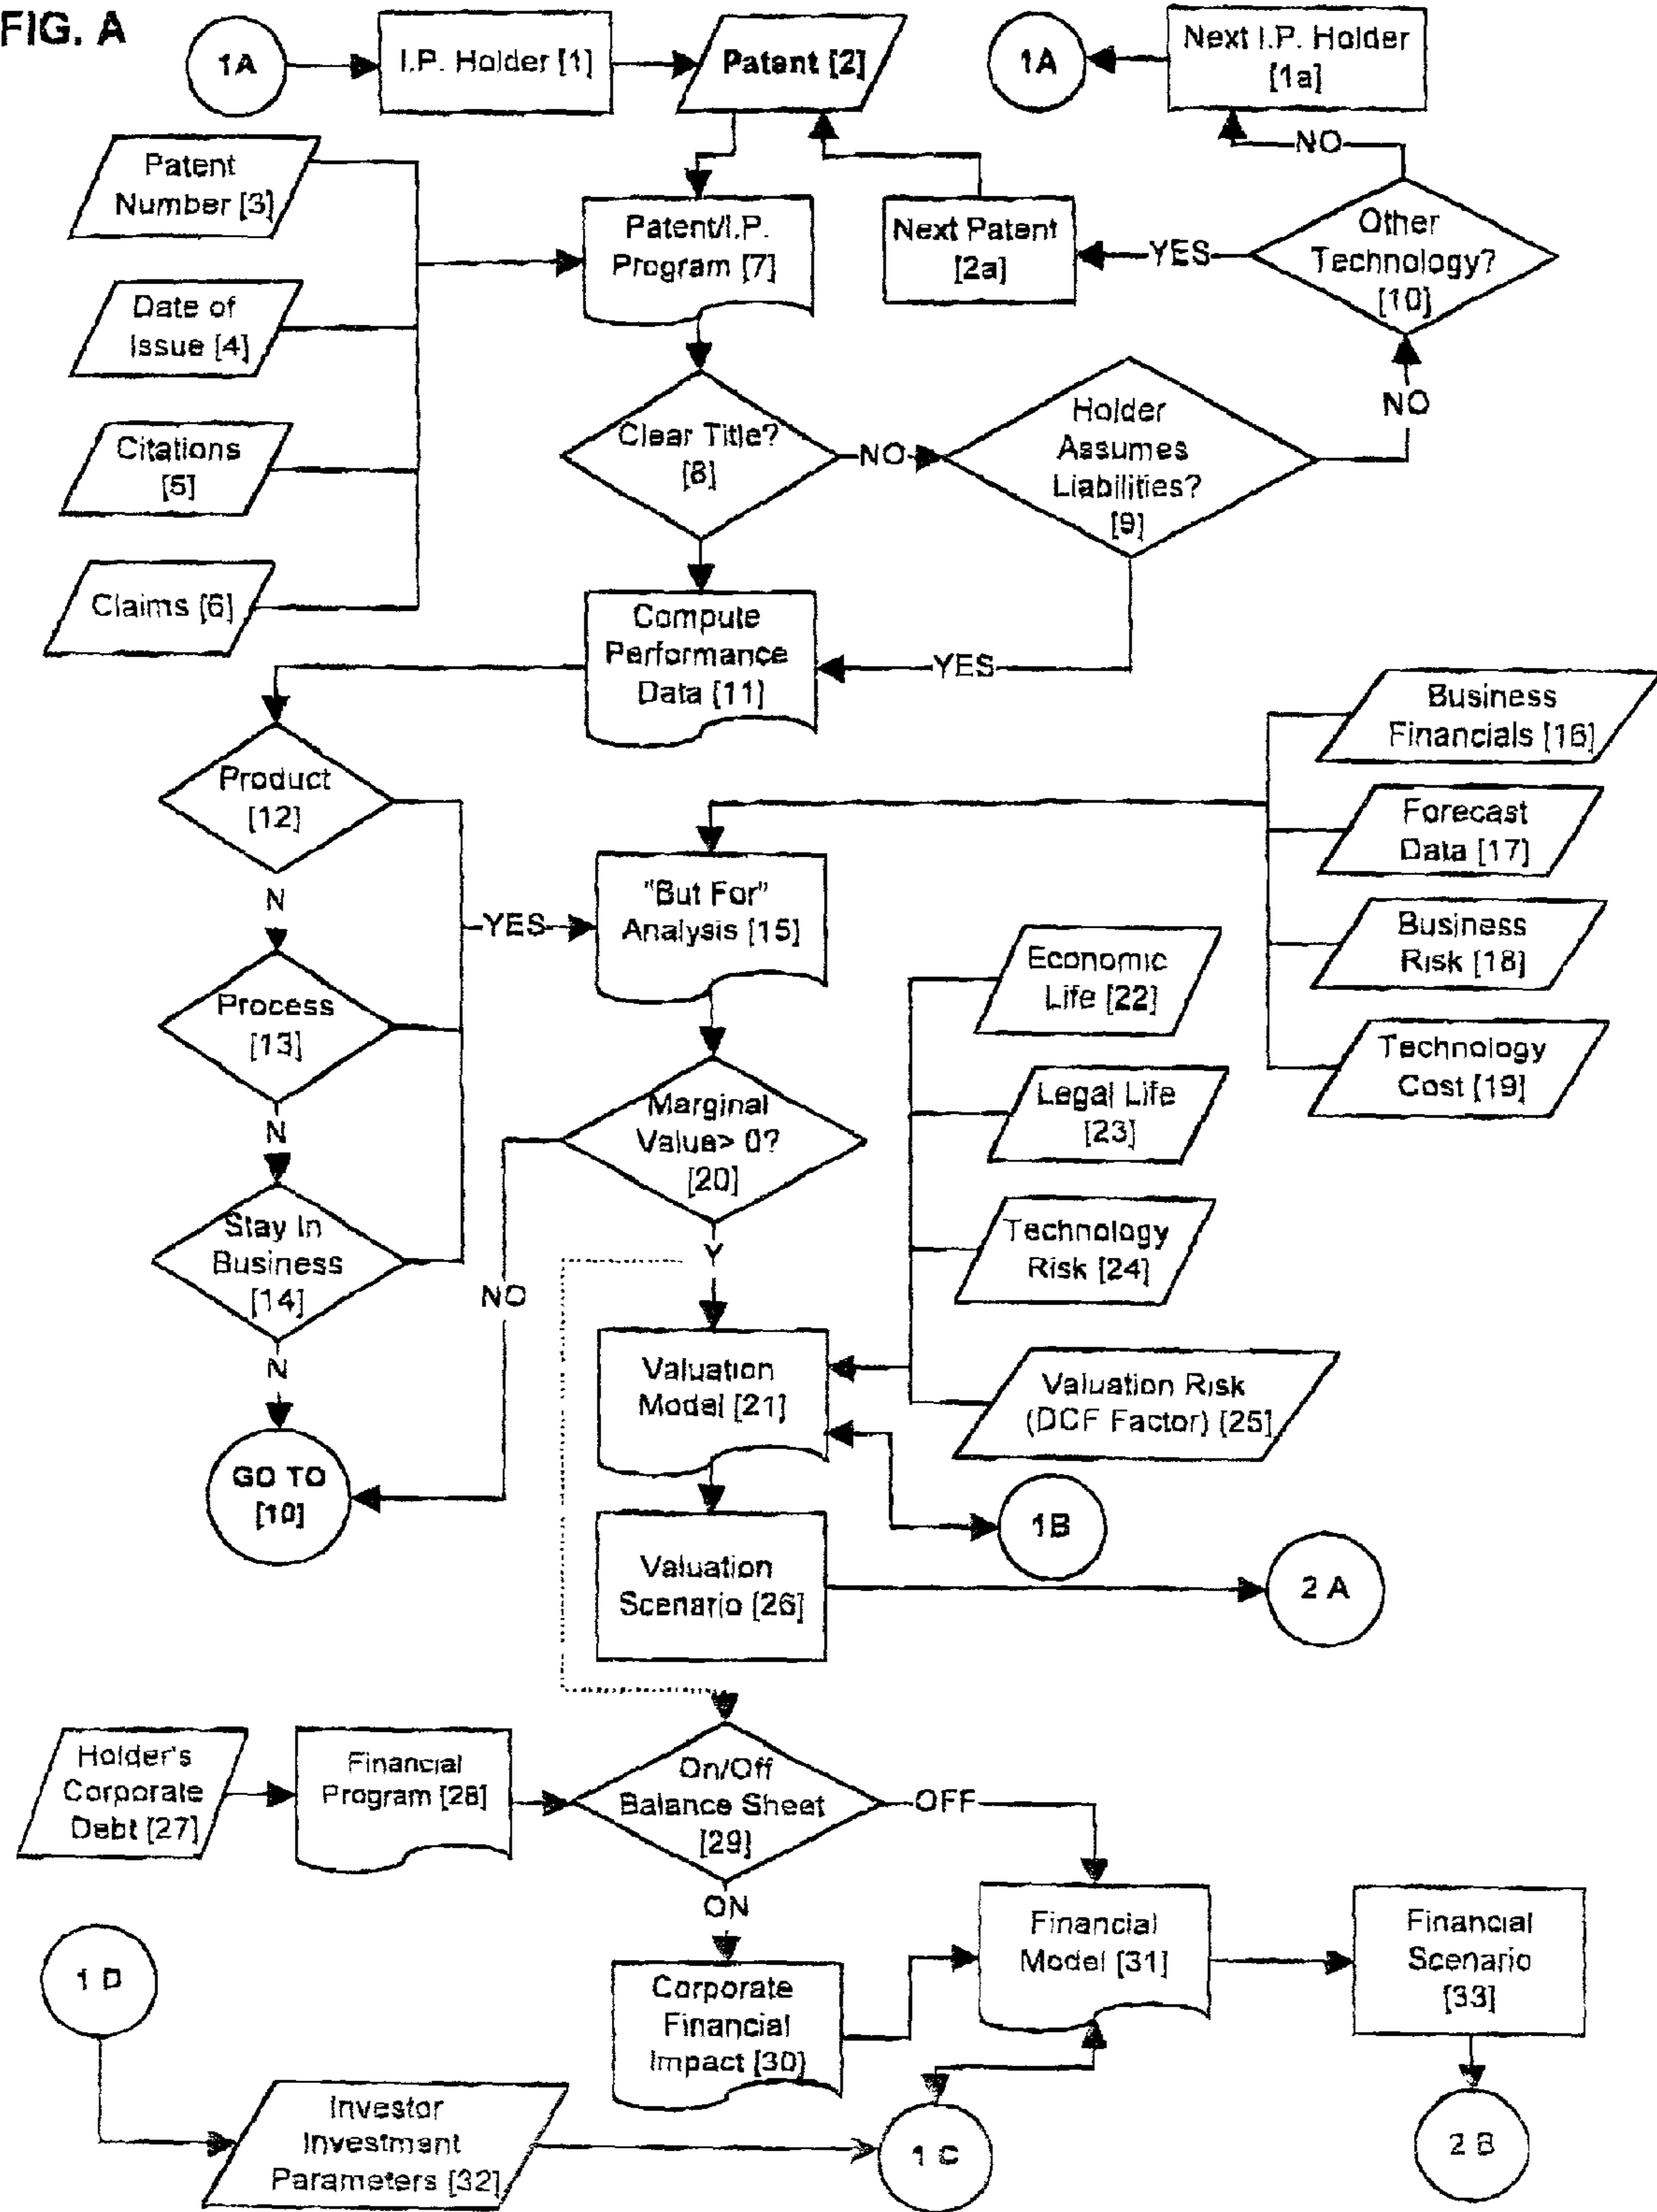 FIG. A
1A
I.P. Holder [1]
Patent [2]
1A
Next I.P. Holder
[1a]
NO
Patent
Number [3]
Patent/I.P.
Program [7]
Next Patent
[2a]
YES
Other
Technology?
[10]
Date of
Issue [4]
NO
Citations
[5]
Clear Title?
[8]
NO
Holder
Assumes
Liabilities?
[9]
Claims [6]
Compute
Performance
Data [11]
YES
Business
Financials [16]
Product
[12]
Forecast
Data [17]
N
"But For"
Analysis [15]
YES
Business
Risk [18]
Economic
Life [22]
Process
[13]
Technology
Cost [19]
N
Marginal
Value> 0?
[20]
Legal Life
[23]
Stay In
Business
[14]
Y
NO
Technology
Risk [24]
N
Valuation
Model [21]
Valuation Risk
(DCF Factor) [25]
GO TO
[10]
1B
Valuation
Scenario [26]
2 A
Holder's
Corporate
Debt [27]
Financial
Program [28]
On/Off
Balance Sheet
[29]
OFF
ON
1 D
Corporate
Financial
Impact [30]
Financial
Model [31]
Financial
Scenario
[33]
Investor
Investment
Parameters [32]
1 C
2 B